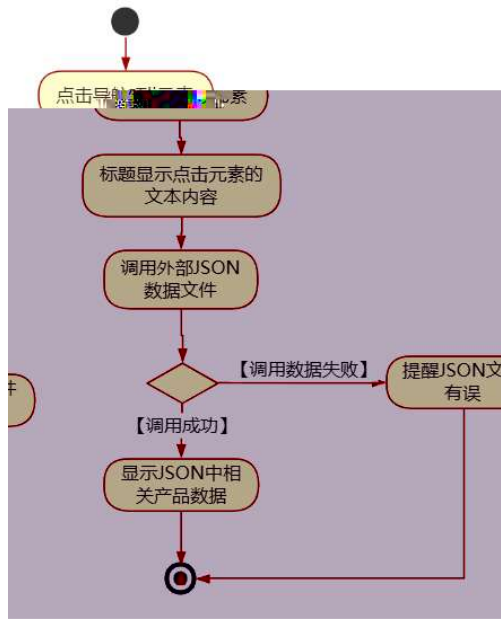 点击导航
素
标题显示点击元素的
文本内容
调用外部JSON
数据文件
【调用数据失败】
提醒JSON文
有误
件
【调用成功】
显示JSON中相
关产品数据